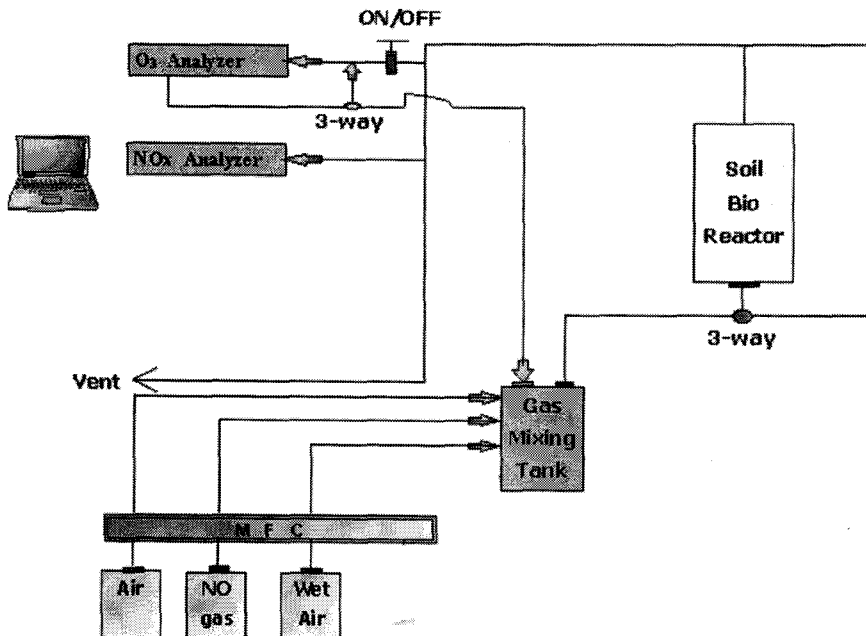 ON/OFF
O₃ Analyzer
3-way
NOx Analyzer
Soil
Bio
Reactor
3-way
Vent
Gas
Mixing
Tank
M F C
Air
NO
gas
Wet
Air